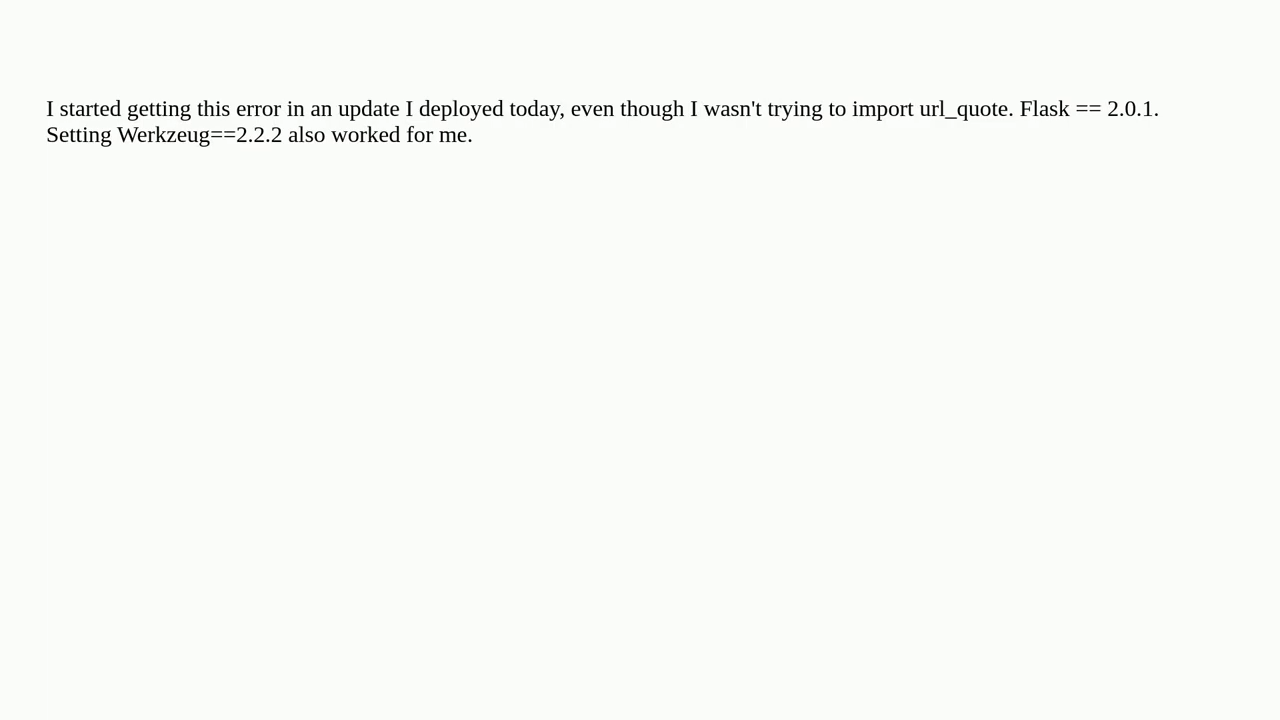 I started getting this error in an update I deployed today, even though I wasn't trying to import url_quote. Flask == 2.0.1.
Setting Werkzeug==2.2.2 also worked for me.